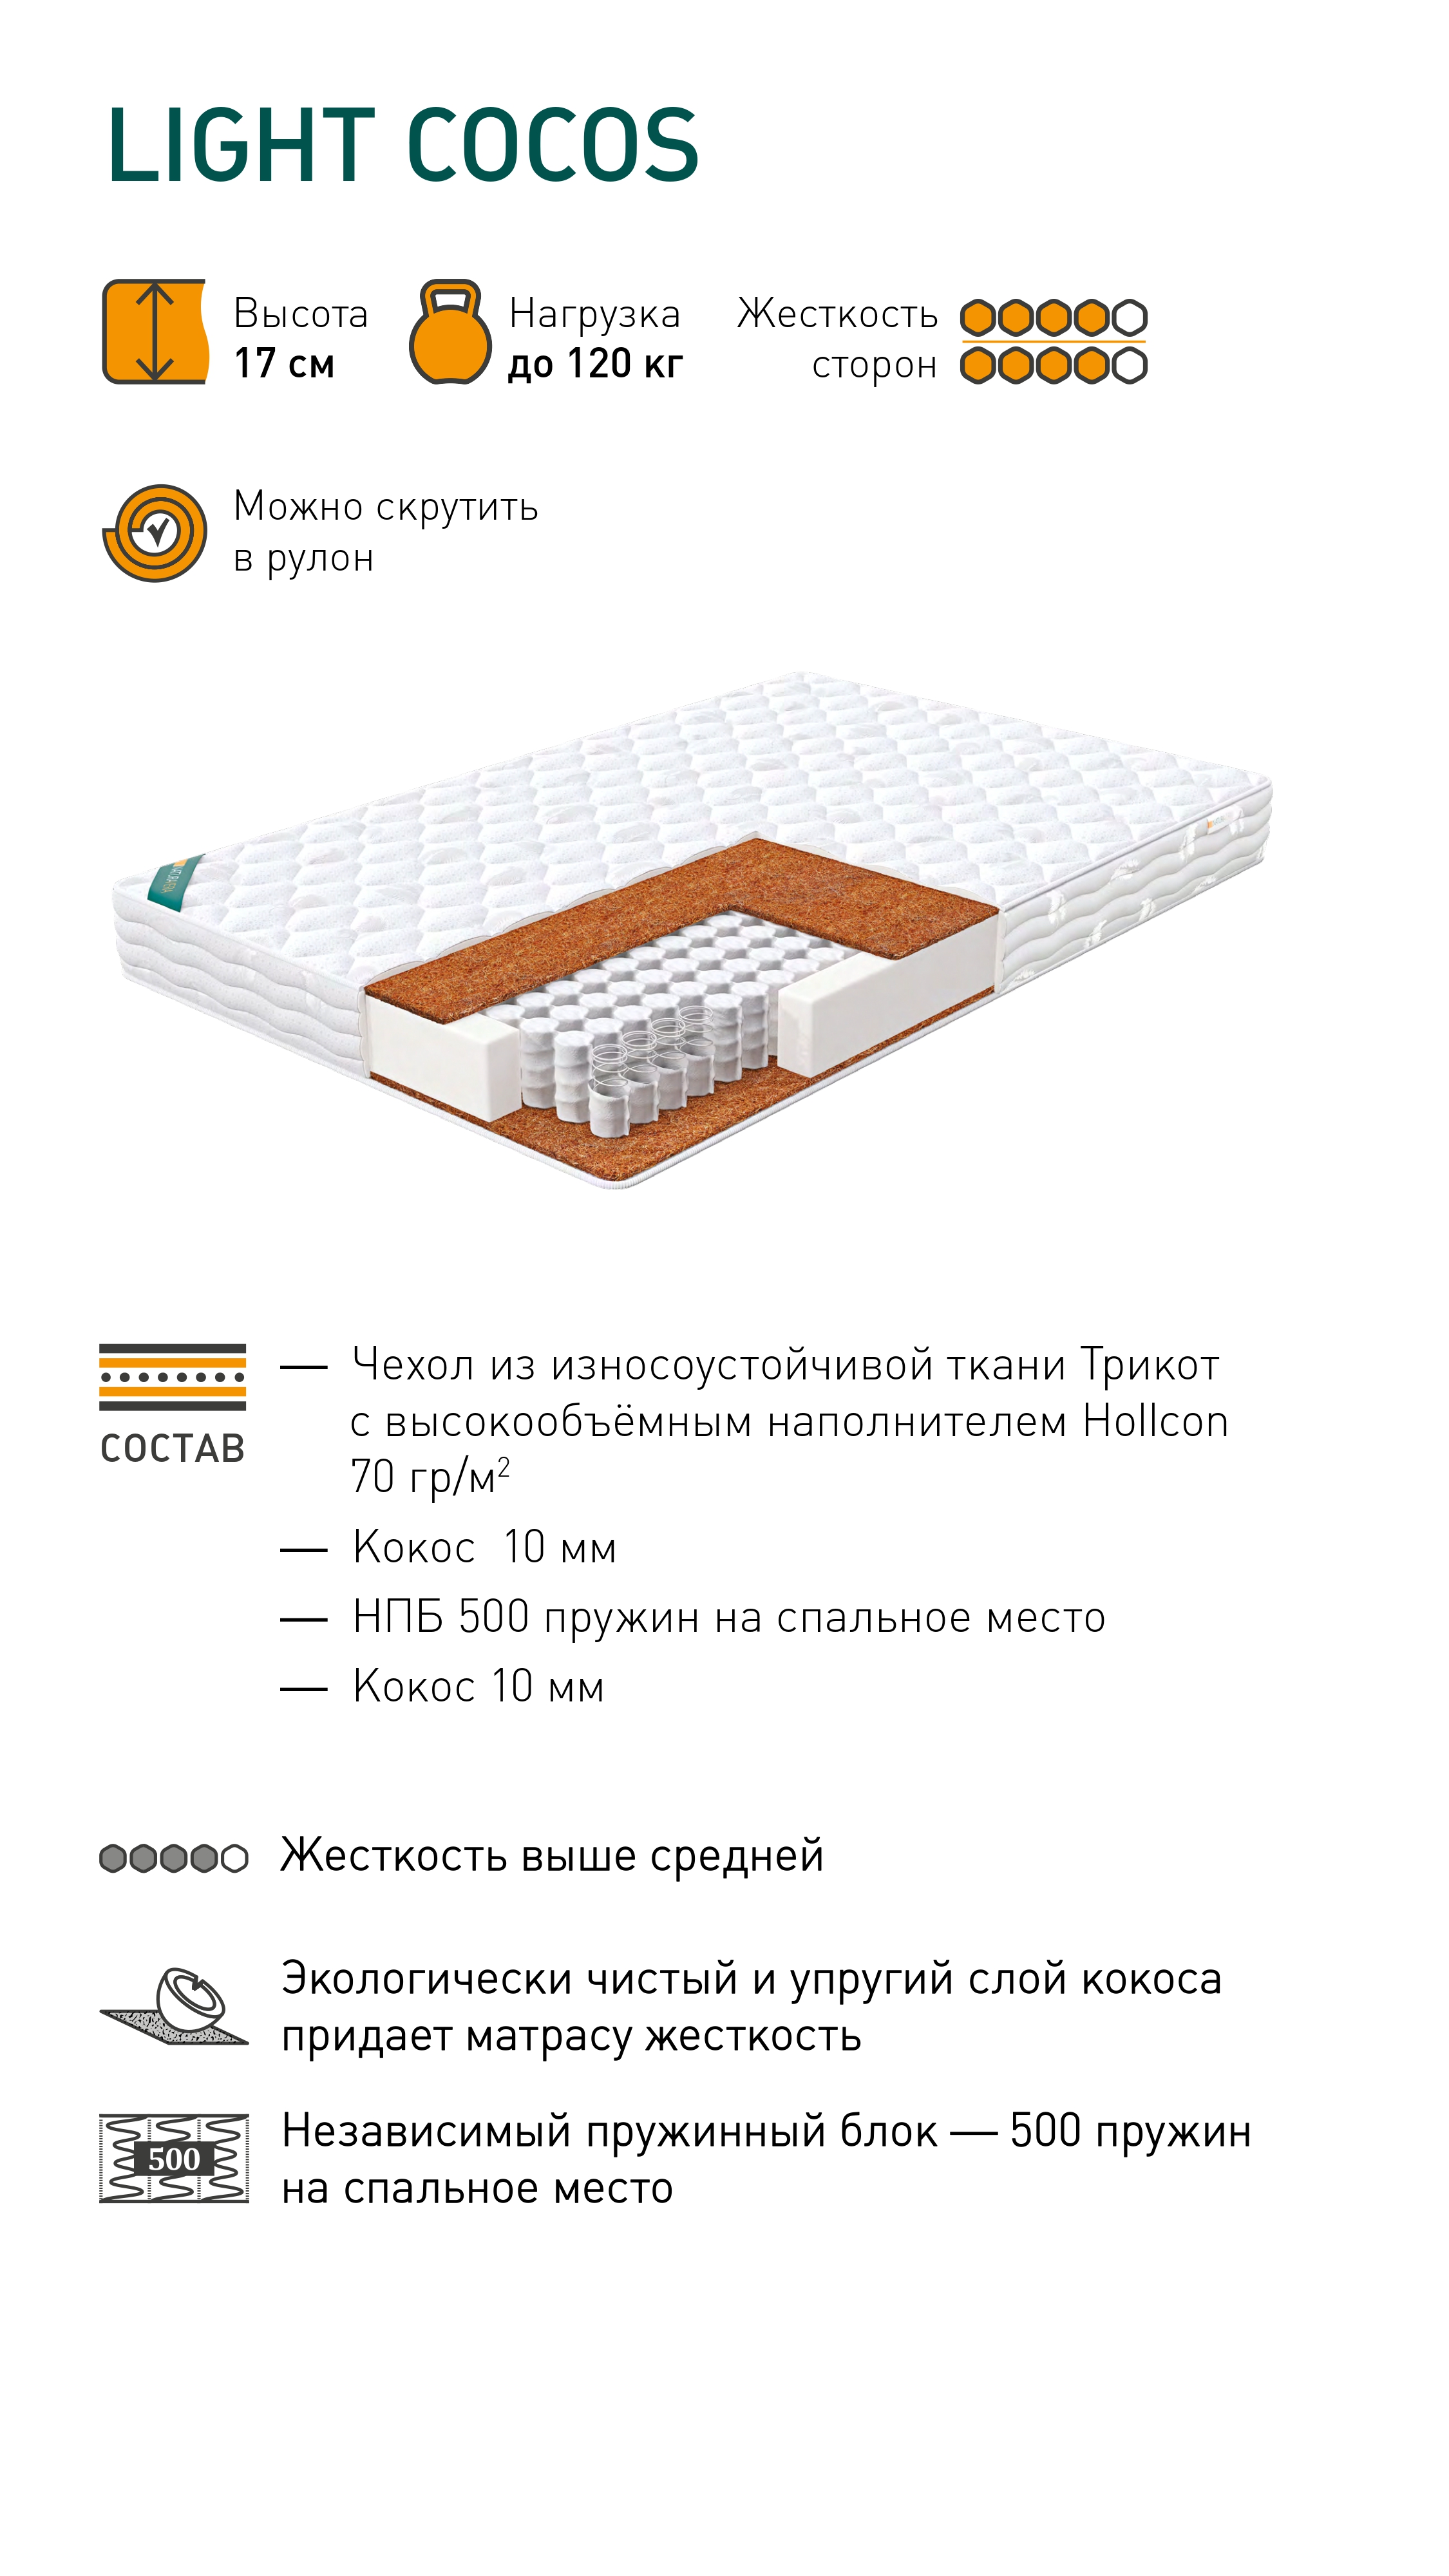 LIGHT COCOS
Высота
17 см
Нагрузка
до 120 кг
Жесткость
сторон
Можно скрутить
в рулон
СОСТАВ
— Чехол из износоустойчивой ткани Трикот
с высокообъёмным наполнителем Hollcon
70 гр/м²
— Кокос 10 мм
— НПБ 500 пружин на спальное место
— Кокос 10 мм
Жесткость выше средней
Экологически чистый и упругий слой кокоса
придает матрасу жесткость
500
Независимый пружинный блок — 500 пружин
на спальное место